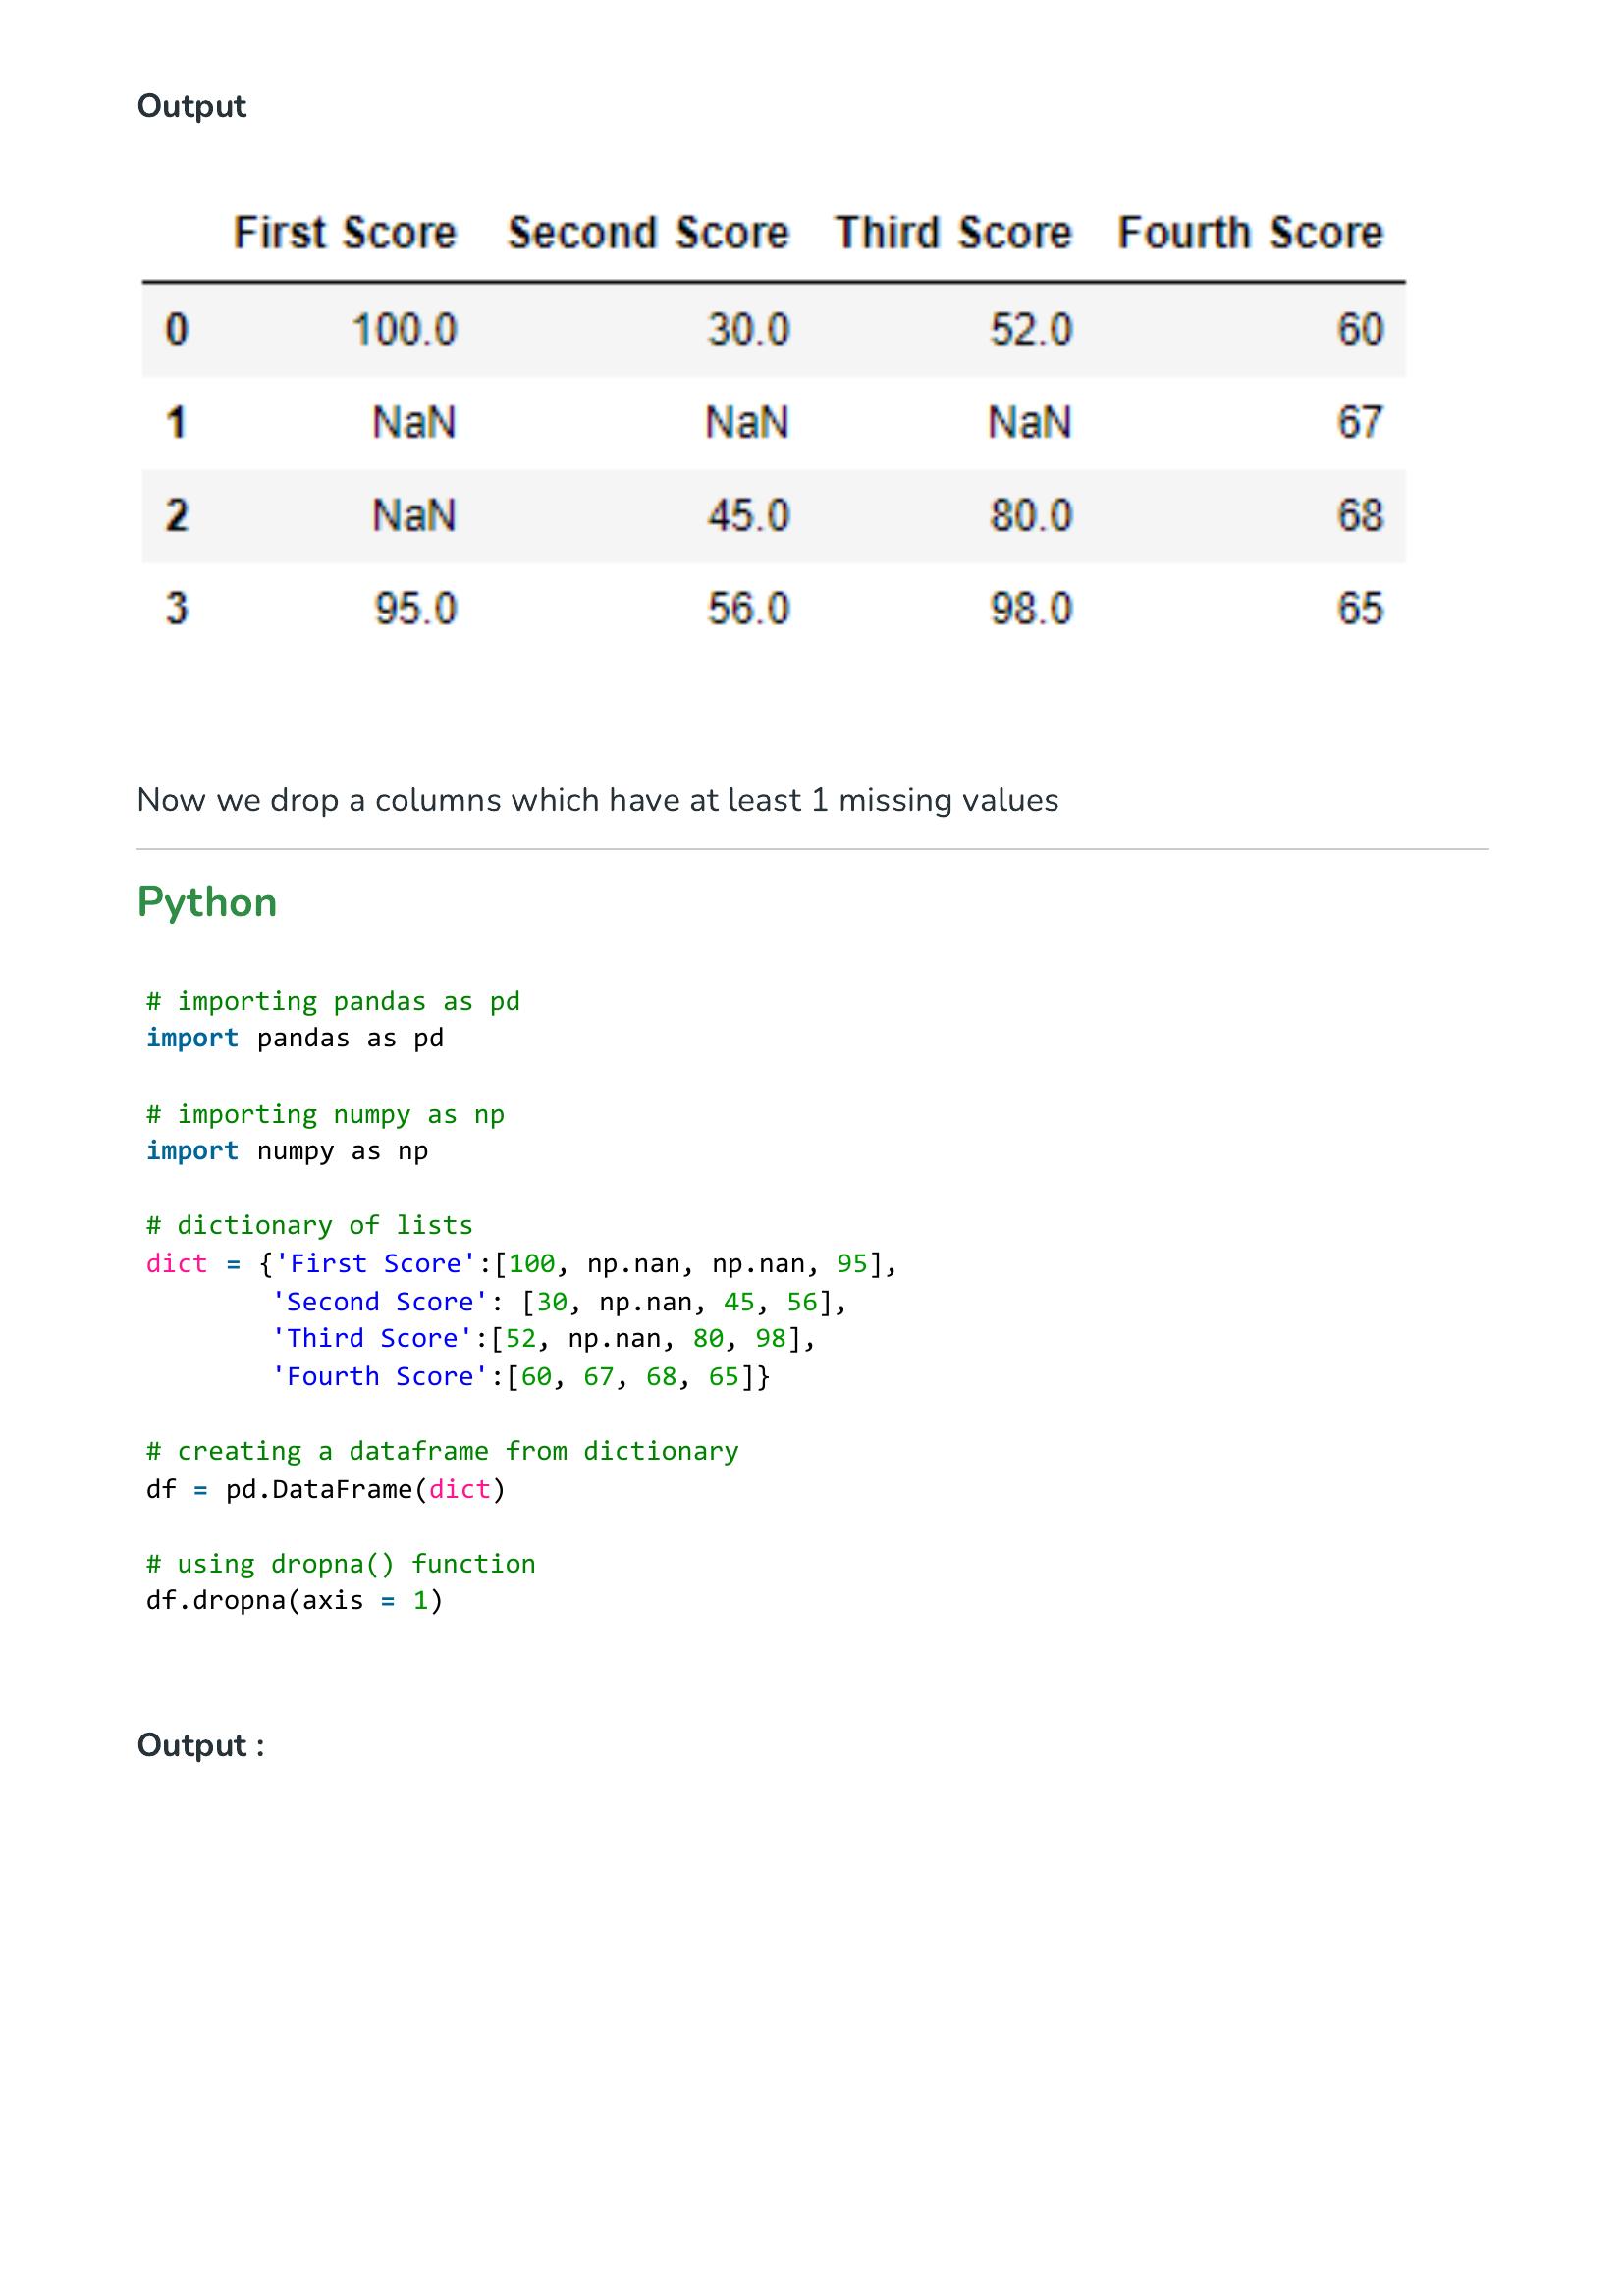 Output
First Score Second Score Third Score Fourth Score
0 100.0 30.0 52.0 60
1 NaN NaN NaN 67
2 NaN 45.0 80.0 68
3 95.0 56.0 98.0 65
Now we drop a columns which have at least 1 missing values
Python
# importing pandas as pd
import pandas as pd
# importing numpy as np
import numpy as np
# dictionary of lists
dict = {'First Score':[100, np.nan, np.nan, 95],
'Second Score': [30, np.nan, 45, 56],
'Third Score':[52, np.nan, 80, 98],
'Fourth Score':[60, 67, 68, 65]}
# creating a dataframe from dictionary
df = pd.DataFrame(dict)
# using dropna() function
df.dropna(axis = 1)
Output :